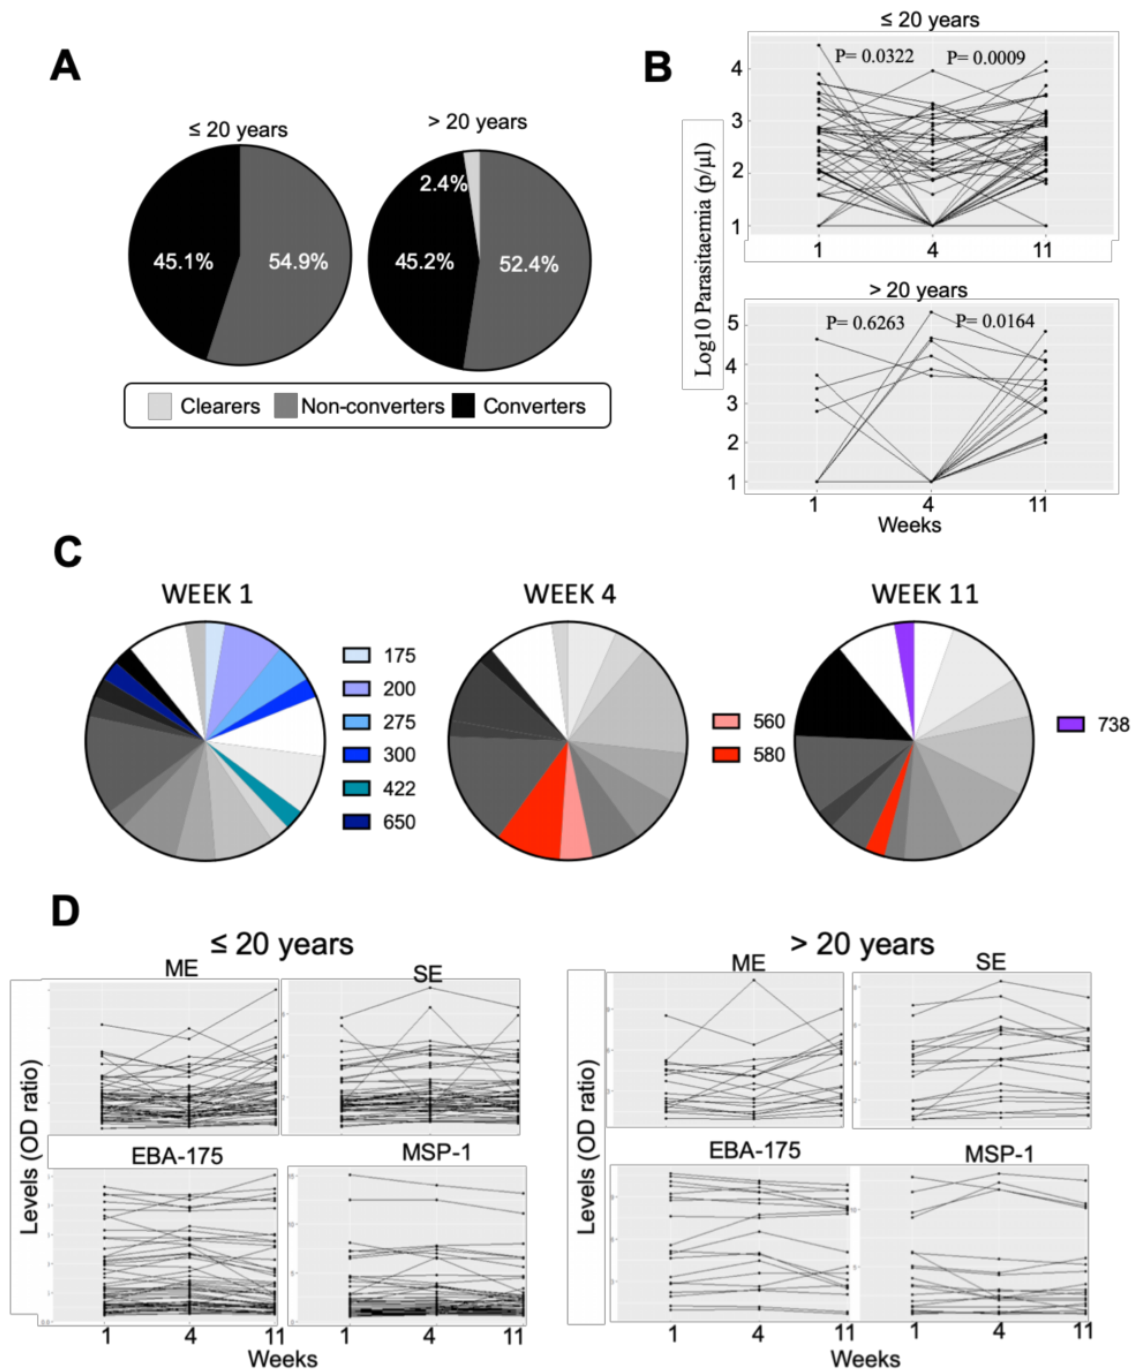 A
≤ 20 years
> 20 years
2.4%
45.1%
54.9%
45.2%
52.4%
Clearers
Non-converters
Converters
B
≤ 20 years
P= 0.0322
P= 0.0009
4
3
2
1
1
4
11
Log10 Parasitaemia (p/µl)
> 20 years
P= 0.6263
P= 0.0164
5
4
3
2
1
1
4
11
Weeks
C
WEEK 1
175
200
275
300
422
650
WEEK 4
560
580
WEEK 11
738
D
≤ 20 years
Levels (OD ratio)
ME
SE
EBA-175
MSP-1
1
4
11
1
4
11
Weeks
> 20 years
Levels (OD ratio)
ME
SE
EBA-175
MSP-1
1
4
11
1
4
11
Weeks